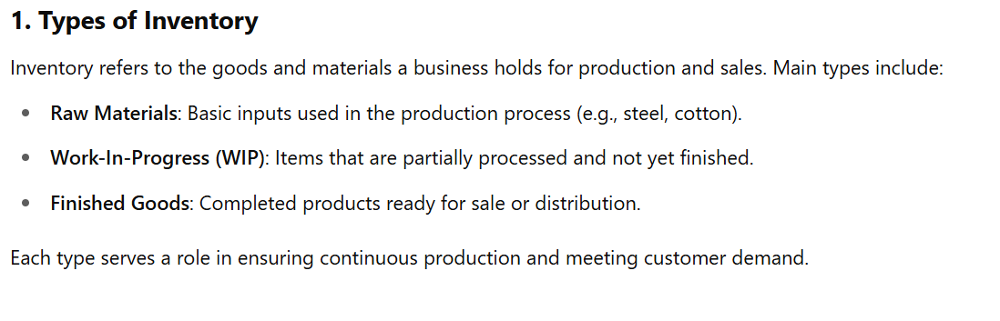 1. Types of Inventory
Inventory refers to the goods and materials a business holds for production and sales. Main types include:
• Raw Materials: Basic inputs used in the production process (e.g., steel, cotton).
• Work-In-Progress (WIP): Items that are partially processed and not yet finished.
• Finished Goods: Completed products ready for sale or distribution.
Each type serves a role in ensuring continuous production and meeting customer demand.